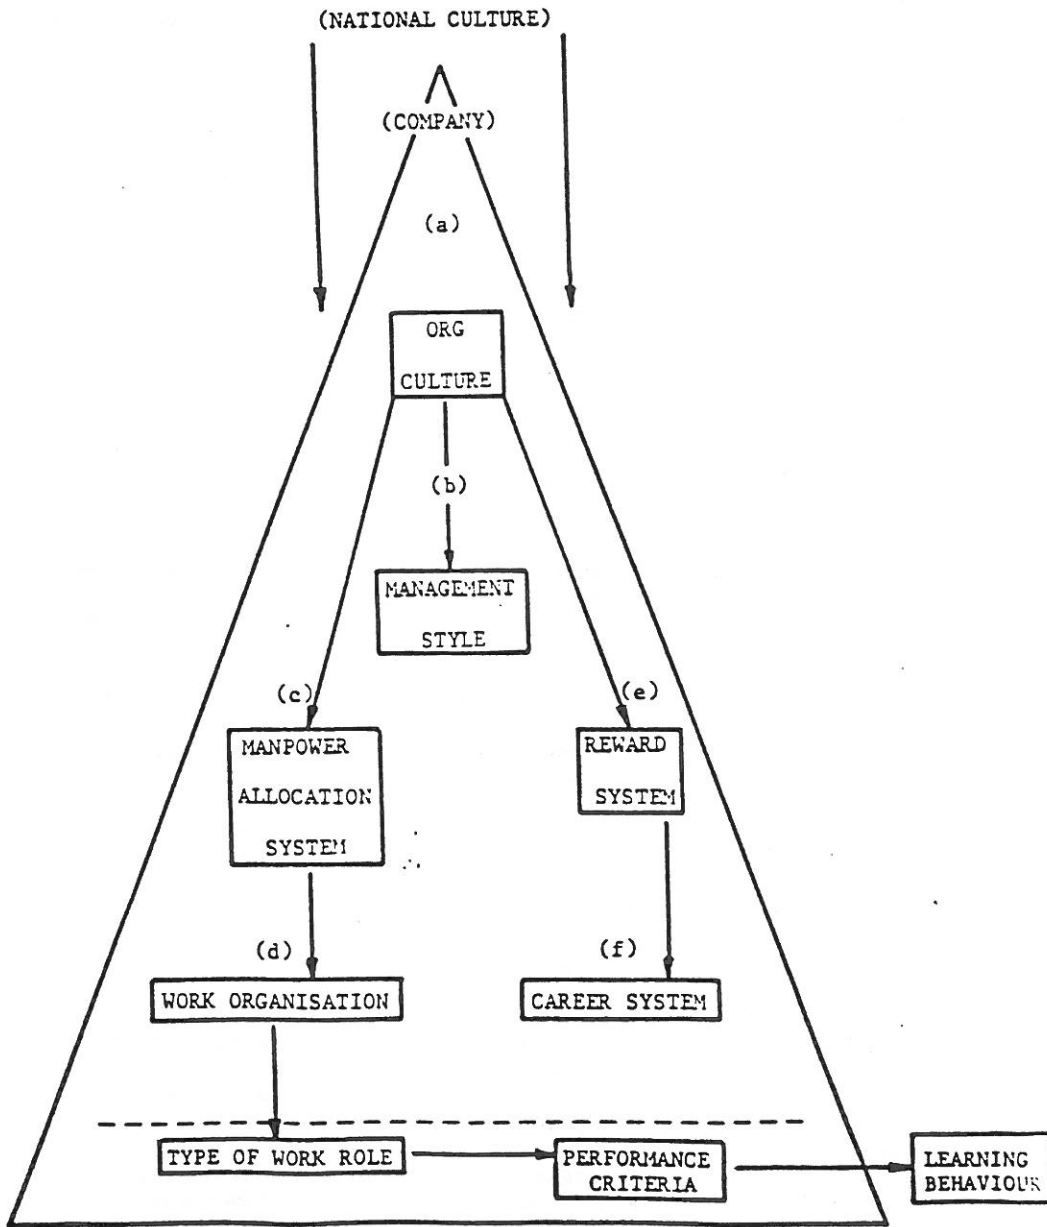 (NATIONAL CULTURE)
(COMPANY)
(a)
ORG
CULTURE
(b)
MANAGEMENT
STYLE
(c)
(e)
MANPOWER
ALLOCATION
SYSTEM
REWARD
SYSTEM
(d)
(f)
WORK ORGANISATION
CAREER SYSTEM
TYPE OF WORK ROLE
PERFORMANCE
CRITERIA
LEARNING
BEHAVIOUR